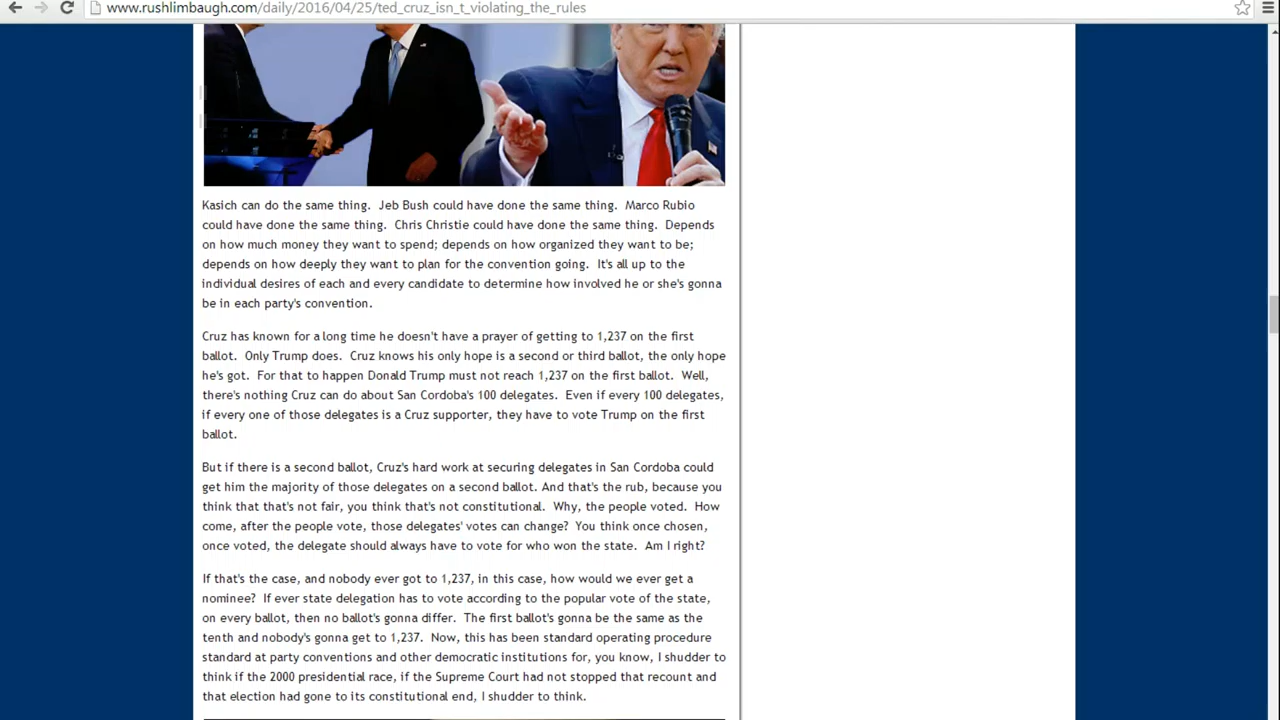 www.rushlimbaugh.com/daily/2016/04/25/ted_cruz_isn_t_violating_the_rules
Kasich can do the same thing. Jeb Bush could have done the same thing. Marco Rubio
could have done the same thing. Chris Christie could have done the same thing. Depends
on how much money they want to spend; depends on how organized they want to be;
depends on how deeply they want to plan for the convention going. It's all up to the
individual desires of each and every candidate to determine how involved he or she's gonna
be in each party's convention.
Cruz has known for a long time he doesn't have a prayer of getting to 1,237 on the first
ballot. Only Trump does. Cruz knows his only hope is a second or third ballot, the only hope
he's got. For that to happen Donald Trump must not reach 1,237 on the first ballot. Well,
there's nothing Cruz can do about San Cordoba's 100 delegates. Even if every 100 delegates,
if every one of those delegates is a Cruz supporter, they have to vote Trump on the first
ballot.
But if there is a second ballot, Cruz's hard work at securing delegates in San Cordoba could
get him the majority of those delegates on a second ballot. And that's the rub, because you
think that that's not fair, you think that's not constitutional. Why, the people voted. How
come, after the people vote, those delegates' votes can change? You think once chosen,
once voted, the delegate should always have to vote for who won the state. Am I right?
If that's the case, and nobody ever got to 1,237, in this case, how would we ever get a
nominee? If ever state delegation has to vote according to the popular vote of the state,
on every ballot, then no ballot's gonna differ. The first ballot's gonna be the same as the
tenth and nobody's gonna get to 1,237. Now, this has been standard operating procedure
standard at party conventions and other democratic institutions for, you know, I shudder to
think if the 2000 presidential race, if the Supreme Court had not stopped that recount and
that election had gone to its constitutional end, I shudder to think.